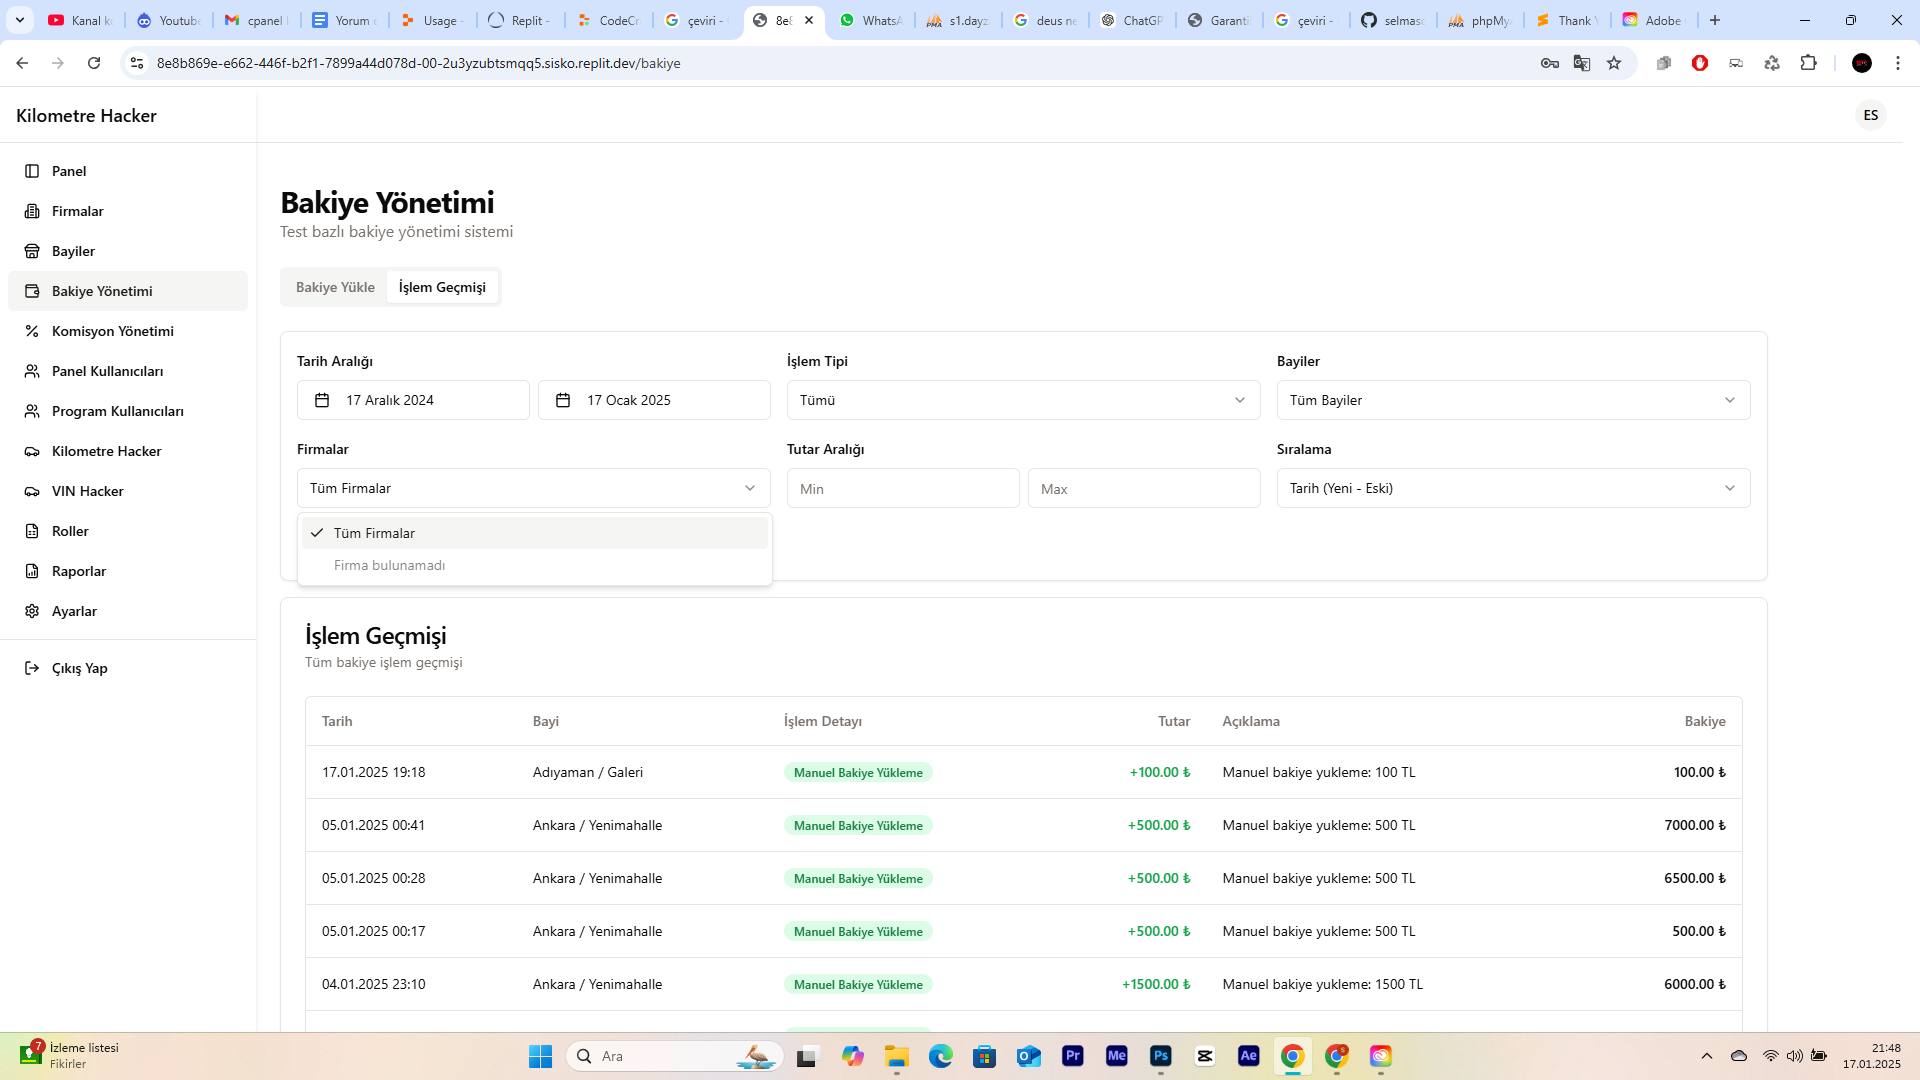 Kanal k
Youtube
cpanel
Yorum
Usage -
Replit -
CodeCr
çeviri -
8e8
WhatsA
s1.dayz
deus ne
ChatGP
Garanti
çeviri -
selmas
phpMy
Thank
Adobe
8e8b869e-e662-446f-b2f1-7899a44d078d-00-2u3yzubtsmqq5.sisko.replit.dev/bakiye
Kilometre Hacker
ES
Panel
Firmalar
Bayiler
Bakiye Yönetimi
Komisyon Yönetimi
Panel Kullanıcıları
Program Kullanıcıları
Kilometre Hacker
VIN Hacker
Roller
Raporlar
Ayarlar
Çıkış Yap
Bakiye Yönetimi
Test bazlı bakiye yönetimi sistemi
Bakiye Yükle İşlem Geçmişi
Tarih Aralığı İşlem Tipi Bayiler
17 Aralık 2024 17 Ocak 2025 Tümü Tüm Bayiler
Firmalar Tutar Aralığı Sıralama
Tüm Firmalar Min Max Tarih (Yeni - Eski)
Tüm Firmalar
Firma bulunamadı
İşlem Geçmişi
Tüm bakiye işlem geçmişi
Tarih Bayi İşlem Detayı Tutar Açıklama Bakiye
17.01.2025 19:18 Adıyaman / Galeri Manuel Bakiye Yükleme +100.00 ₺ Manuel bakiye yukleme: 100 TL 100.00 ₺
05.01.2025 00:41 Ankara / Yenimahalle Manuel Bakiye Yükleme +500.00 ₺ Manuel bakiye yukleme: 500 TL 7000.00 ₺
05.01.2025 00:28 Ankara / Yenimahalle Manuel Bakiye Yükleme +500.00 ₺ Manuel bakiye yukleme: 500 TL 6500.00 ₺
05.01.2025 00:17 Ankara / Yenimahalle Manuel Bakiye Yükleme +500.00 ₺ Manuel bakiye yukleme: 500 TL 500.00 ₺
04.01.2025 23:10 Ankara / Yenimahalle Manuel Bakiye Yükleme +1500.00 ₺ Manuel bakiye yukleme: 1500 TL 6000.00 ₺
7
İzleme listesi
Fikirler
Ara
Pr
Me
Ps
Ae
21:48
17.01.2025